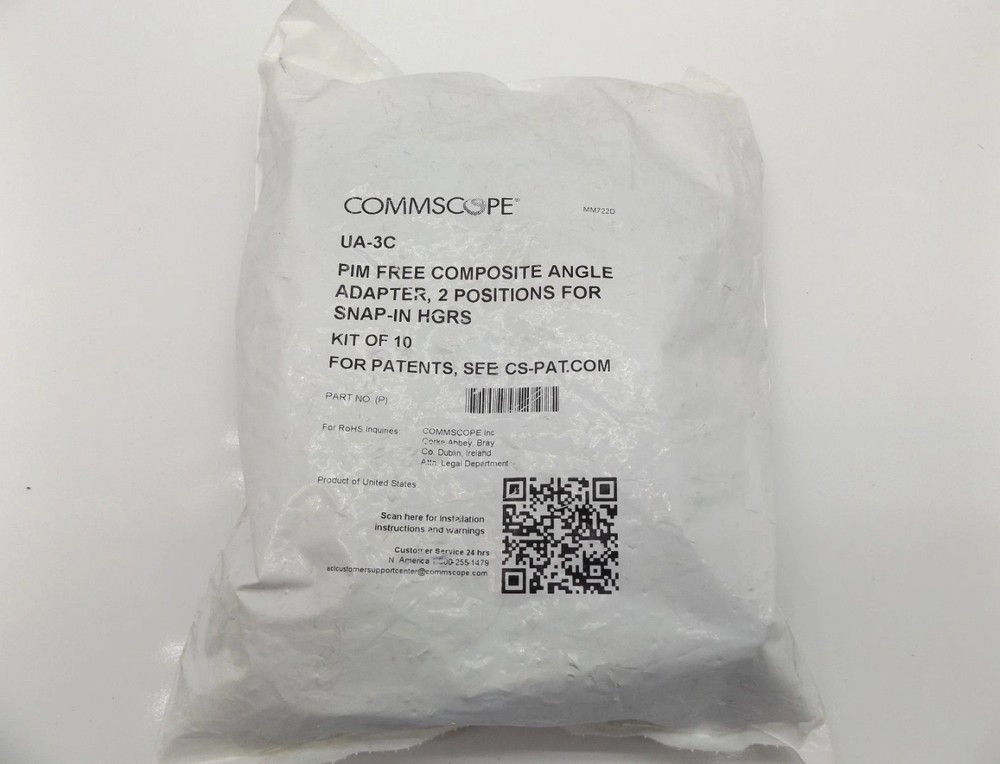 COMMSCOPE®
MM722D
UA-3C
PIM FREE COMPOSITE ANGLE
ADAPTER, 2 POSITIONS FOR
SNAP-IN HGRS
KIT OF 10
FOR PATENTS, SEE CS-PAT.COM
PART NO. (P)
For RoHS Inquiries:
COMMSCOPE Inc
Corke Abbey, Bray
Co. Dublin, Ireland
Attn. Legal Department
Product of United States
Scan here for installation
instructions and warnings
Customer Service 24 hrs
N. America 255-1479
acicustomersupportcenter@commscope.com